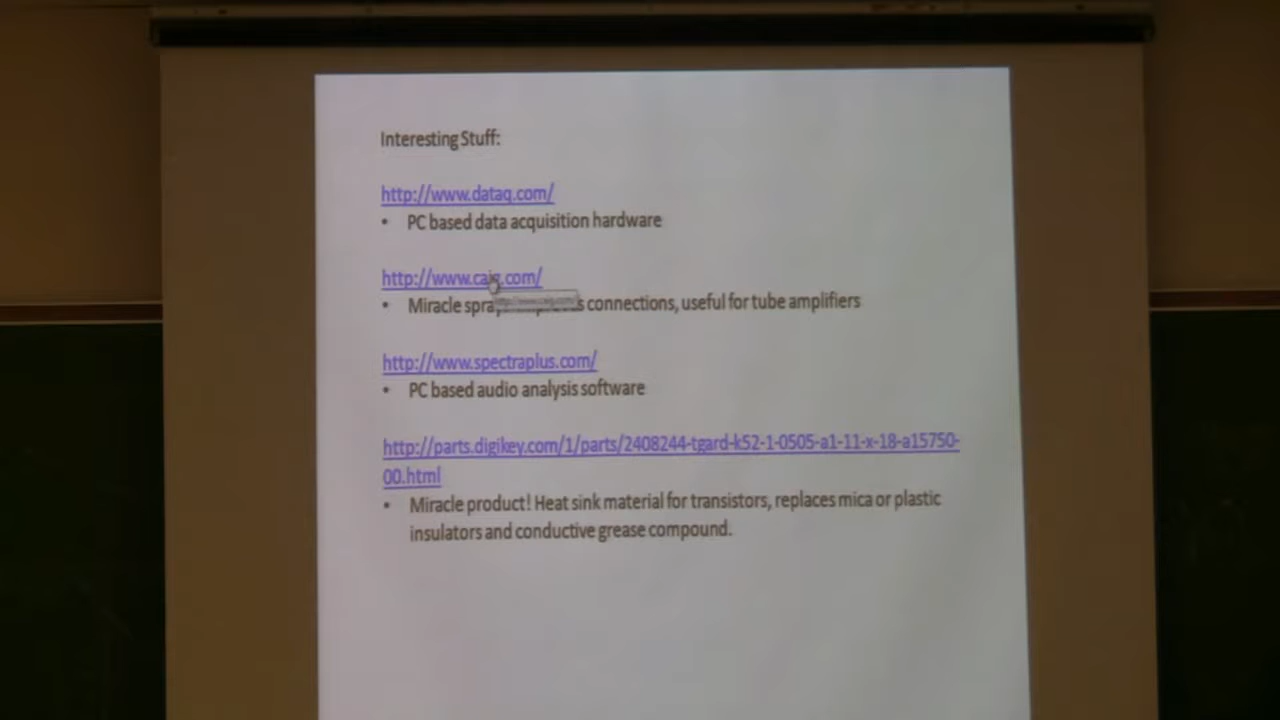 Interesting Stuff:
http://www.dataq.com/
• PC based data acquisition hardware
http://www.caig.com/
• Miracle spray connections, useful for tube amplifiers
http://www.spectraplus.com/
• PC based audio analysis software
http://parts.digikey.com/1/parts/2408244-tgard-k52-1-0505-a1-11-x-18-a15750-
00.html
• Miracle product! Heat sink material for transistors, replaces mica or plastic
insulators and conductive grease compound.